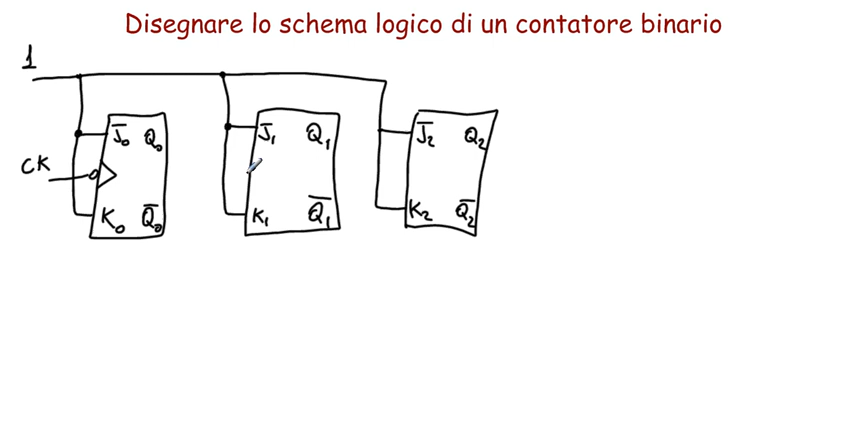 Disegnare lo schema logico di un contatore binario
1
J₀ Q₀
J₁ Q₁
J₂ Q₂
CK
K₀ Q̅₀
K₁ Q̅₁
K₂ Q̅₂